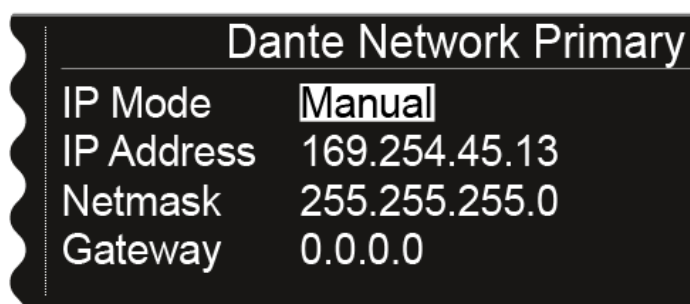 Dante Network Primary
IP Mode Manual
IP Address 169.254.45.13
Netmask 255.255.255.0
Gateway 0.0.0.0